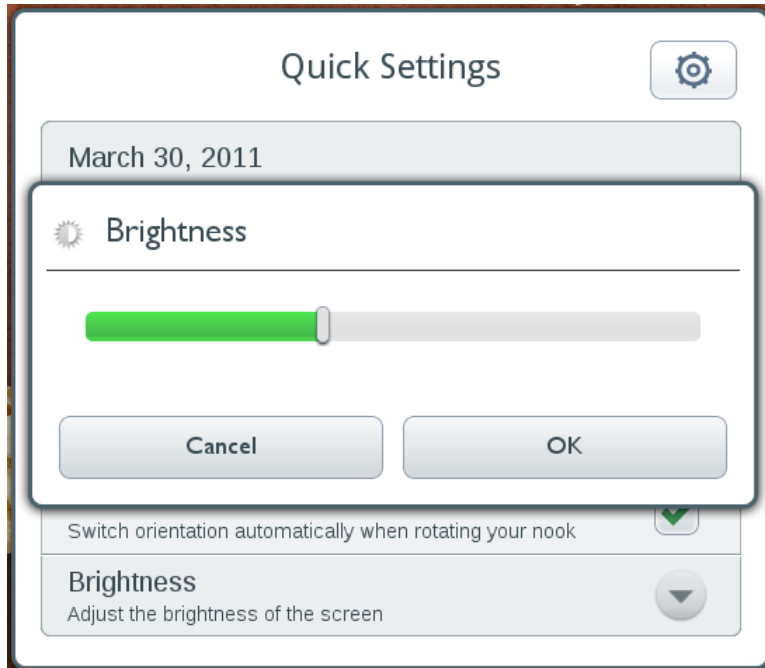 Quick Settings
March 30, 2011
Brightness
Cancel OK
Switch orientation automatically when rotating your nook
Brightness
Adjust the brightness of the screen